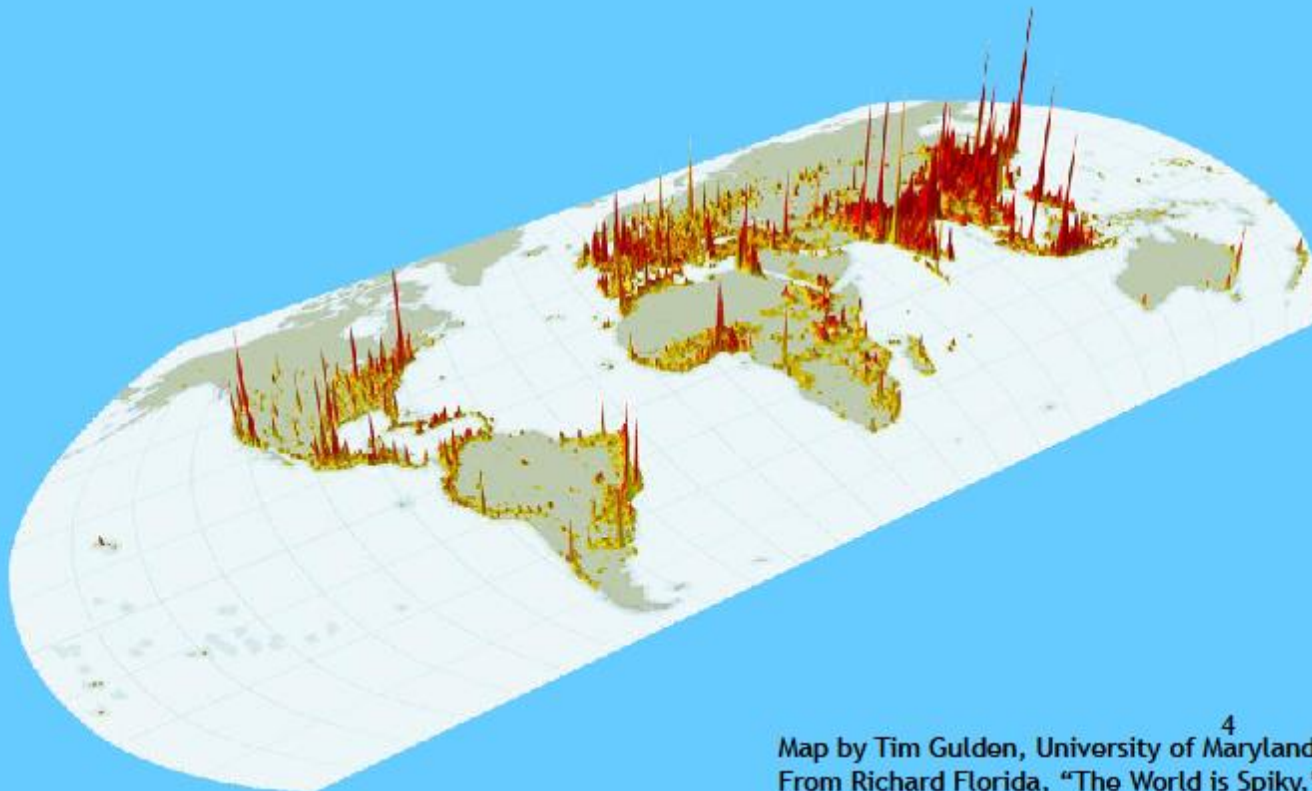 4
Map by Tim Gulden, University of Maryland
From Richard Florida, “The World is Spiky.”